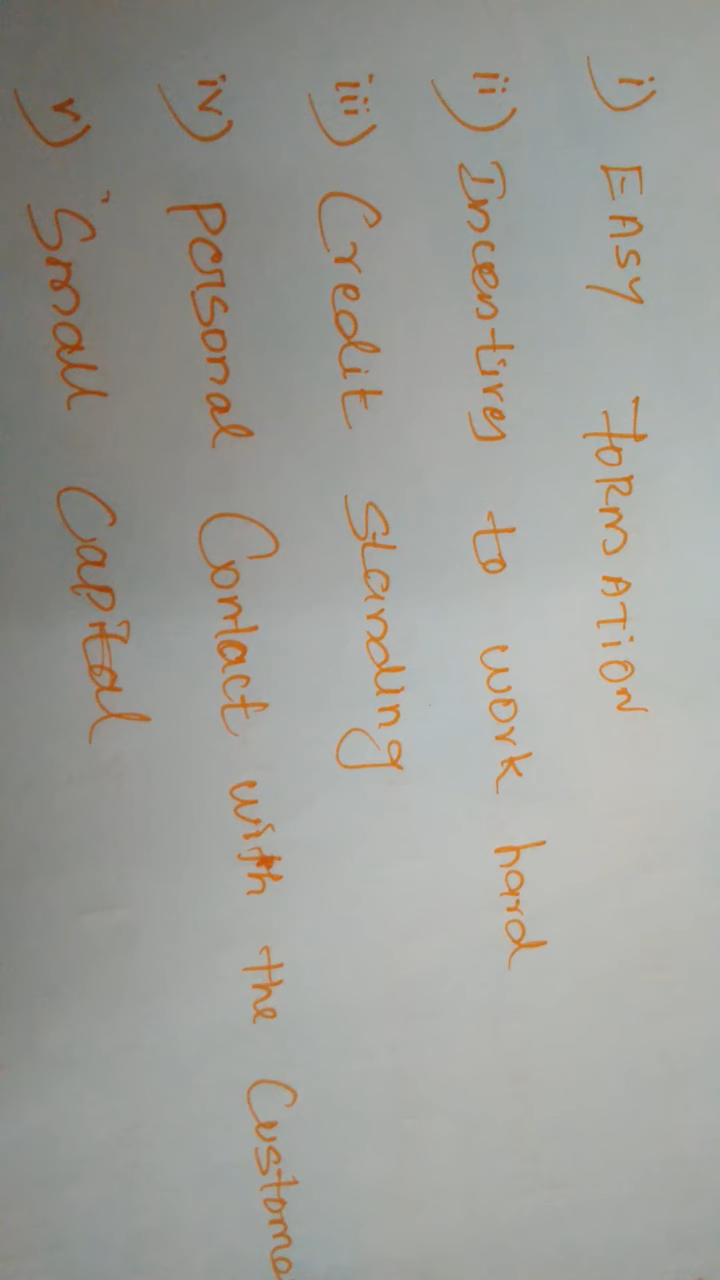 i) EASY FORMATION
ii) Incentives to work hard
iii) Credit standing
iv) personal Contact with the Custome
v) Small Capital